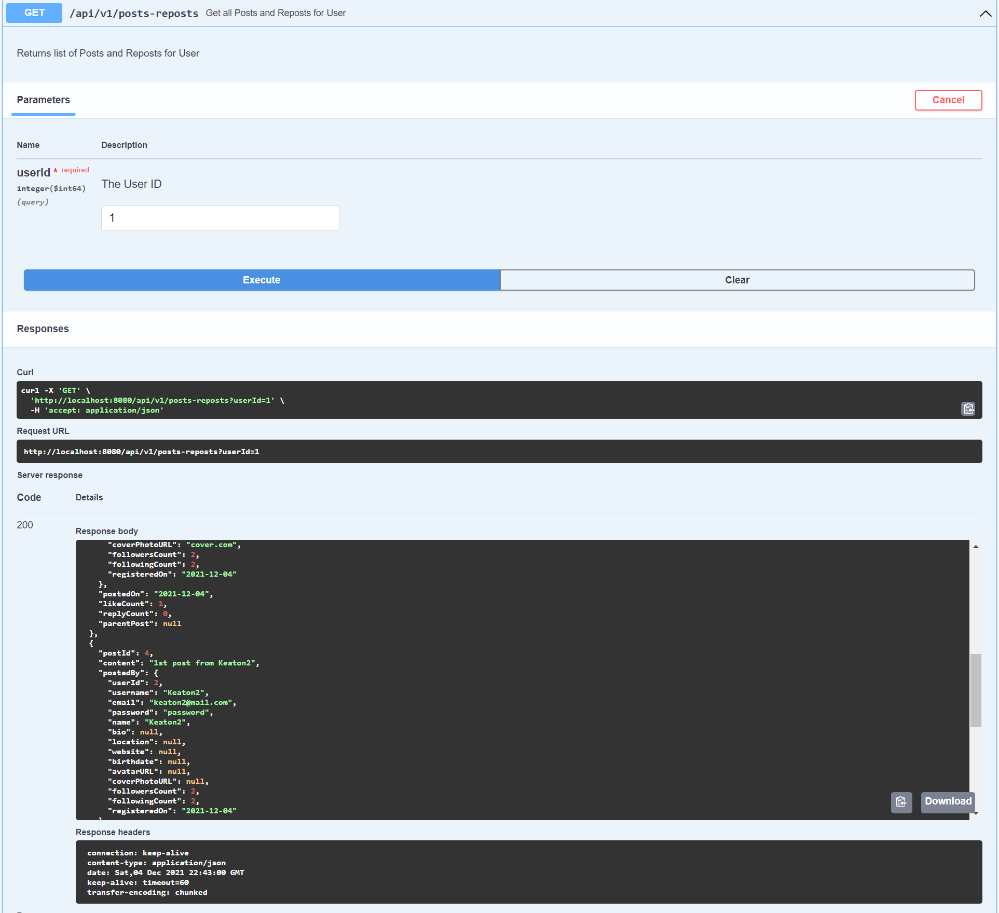 GET /api/v1/posts-reposts Get all Posts and Reposts for User
Returns list of Posts and Reposts for User
Parameters
Cancel
Name Description
userId * required
integer($int64)
(query)
The User ID
1
Execute
Clear
Responses
Curl
curl -X 'GET' \
  'http://localhost:8080/api/v1/posts-reposts?userId=1' \
  -H 'accept: application/json'
Request URL
http://localhost:8080/api/v1/posts-reposts?userId=1
Server response
Code Details
200
Response body
      "coverPhotoURL": "cover.com",
      "followersCount": 2,
      "followingCount": 2,
      "registeredOn": "2021-12-04"
    },
    "postedOn": "2021-12-04",
    "likeCount": 1,
    "replyCount": 0,
    "parentPost": null
  },
  {
    "postId": 4,
    "content": "1st post from Keaton2",
    "postedBy": {
      "userId": 2,
      "username": "Keaton2",
      "email": "keaton2@mail.com",
      "password": "password",
      "name": "Keaton2",
      "bio": null,
      "location": null,
      "website": null,
      "birthdate": null,
      "avatarURL": null,
      "coverPhotoURL": null,
      "followersCount": 2,
      "followingCount": 2,
      "registeredOn": "2021-12-04"
Download
Response headers
connection: keep-alive
content-type: application/json
date: Sat,04 Dec 2021 22:43:00 GMT
keep-alive: timeout=60
transfer-encoding: chunked